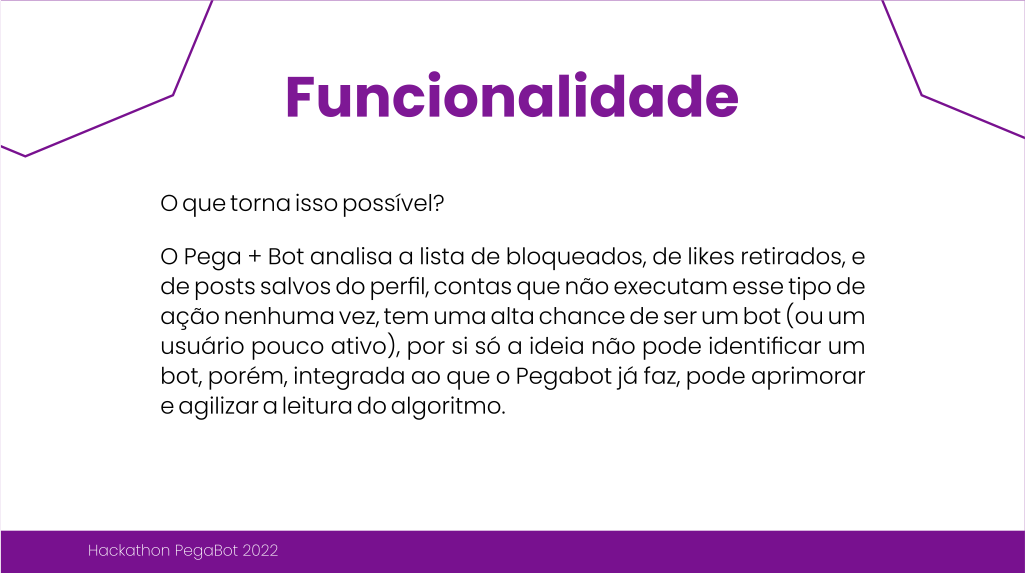 Funcionalidade
O que torna isso possível?
O Pega + Bot analisa a lista de bloqueados, de likes retirados, e
de posts salvos do perfil, contas que não executam esse tipo de
ação nenhuma vez, tem uma alta chance de ser um bot (ou um
usuário pouco ativo), por si só a ideia não pode identificar um
bot, porém, integrada ao que o Pegabot já faz, pode aprimorar
e agilizar a leitura do algoritmo.
Hackathon PegaBot 2022